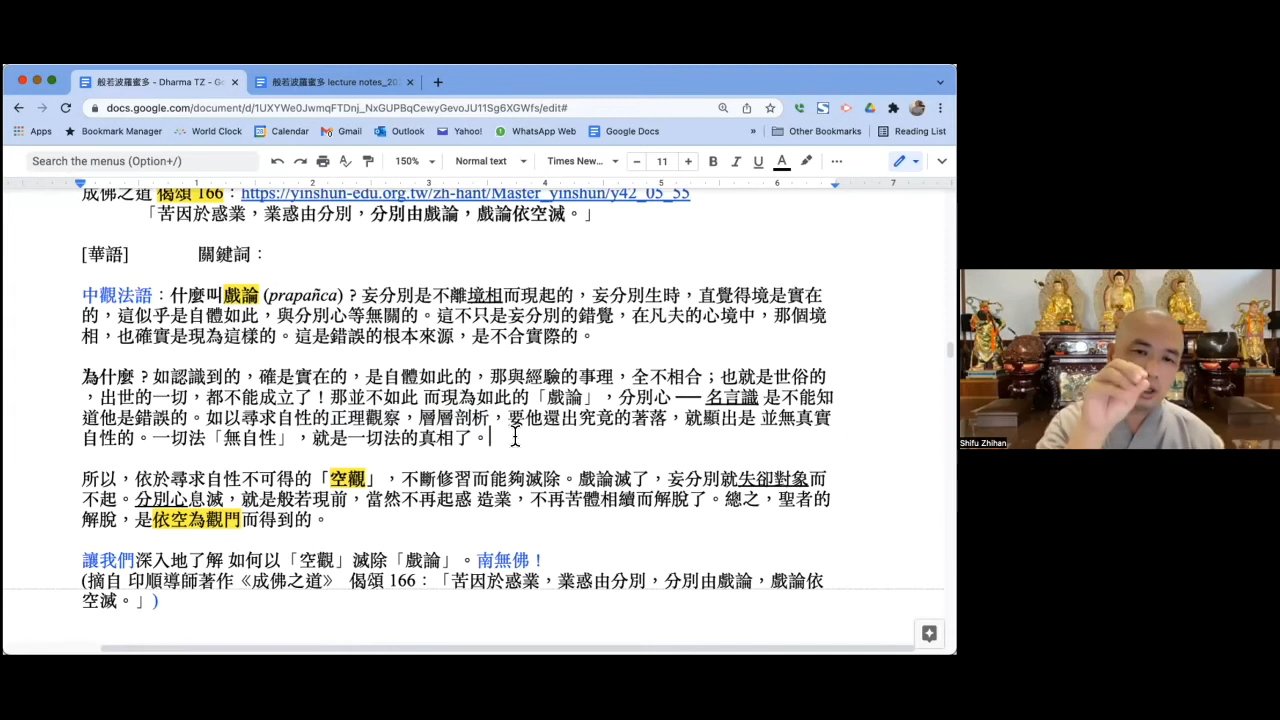 般若波羅蜜多 - Dharma TZ - Go
般若波羅蜜多 lecture notes_20
docs.google.com/document/d/1UXYWe0JwmqFTDnj_NxGUPBqCewyGevoJU11Sg6XGWfs/edit#
Apps Bookmark Manager World Clock Calendar Gmail Outlook Yahoo! WhatsApp Web Google Docs » Other Bookmarks Reading List
Search the menus (Option+/) 150% Normal text Times New... 11 B I U A
1 2 3 4 5 6 7
成佛之道 偈頌 166：https://yinshun-edu.org.tw/zh-hant/Master_yinshun/y42_05_55
「苦因於惑業，業惑由分別，分別由戲論，戲論依空滅。」
[華語] 關鍵詞：
中觀法語：什麼叫戲論 (prapañca)？妄分別是不離境相而現起的，妄分別生時，直覺得境是實在
的，這似乎是自體如此，與分別心等無關的。這不只是妄分別的錯覺，在凡夫的心境中，那個境
相，也確實是現為這樣的。這是錯誤的根本來源，是不合實際的。
為什麼？如認識到的，確是實在的，是自體如此的，那與經驗的事理，全不相合；也就是世俗的
，出世的一切，都不能成立了！那並不如此 而現為如此的「戲論」，分別心 ── 名言識 是不能知
道他是錯誤的。如以尋求自性的正理觀察，層層剖析，要他還出究竟的著落，就顯出是 並無真實
自性的。一切法「無自性」，就是一切法的真相了。
所以，依於尋求自性不可得的「空觀」，不斷修習而能夠滅除。戲論滅了，妄分別就失卻對象而
不起。分別心息滅，就是般若現前，當然不再起惑 造業，不再苦體相續而解脫了。總之，聖者的
解脫，是依空為觀門而得到的。
讓我們深入地了解 如何以「空觀」滅除「戲論」。南無佛！
(摘自 印順導師著作《成佛之道》 偈頌 166：「苦因於惑業，業惑由分別，分別由戲論，戲論依
空滅。」)
Shifu Zhihan